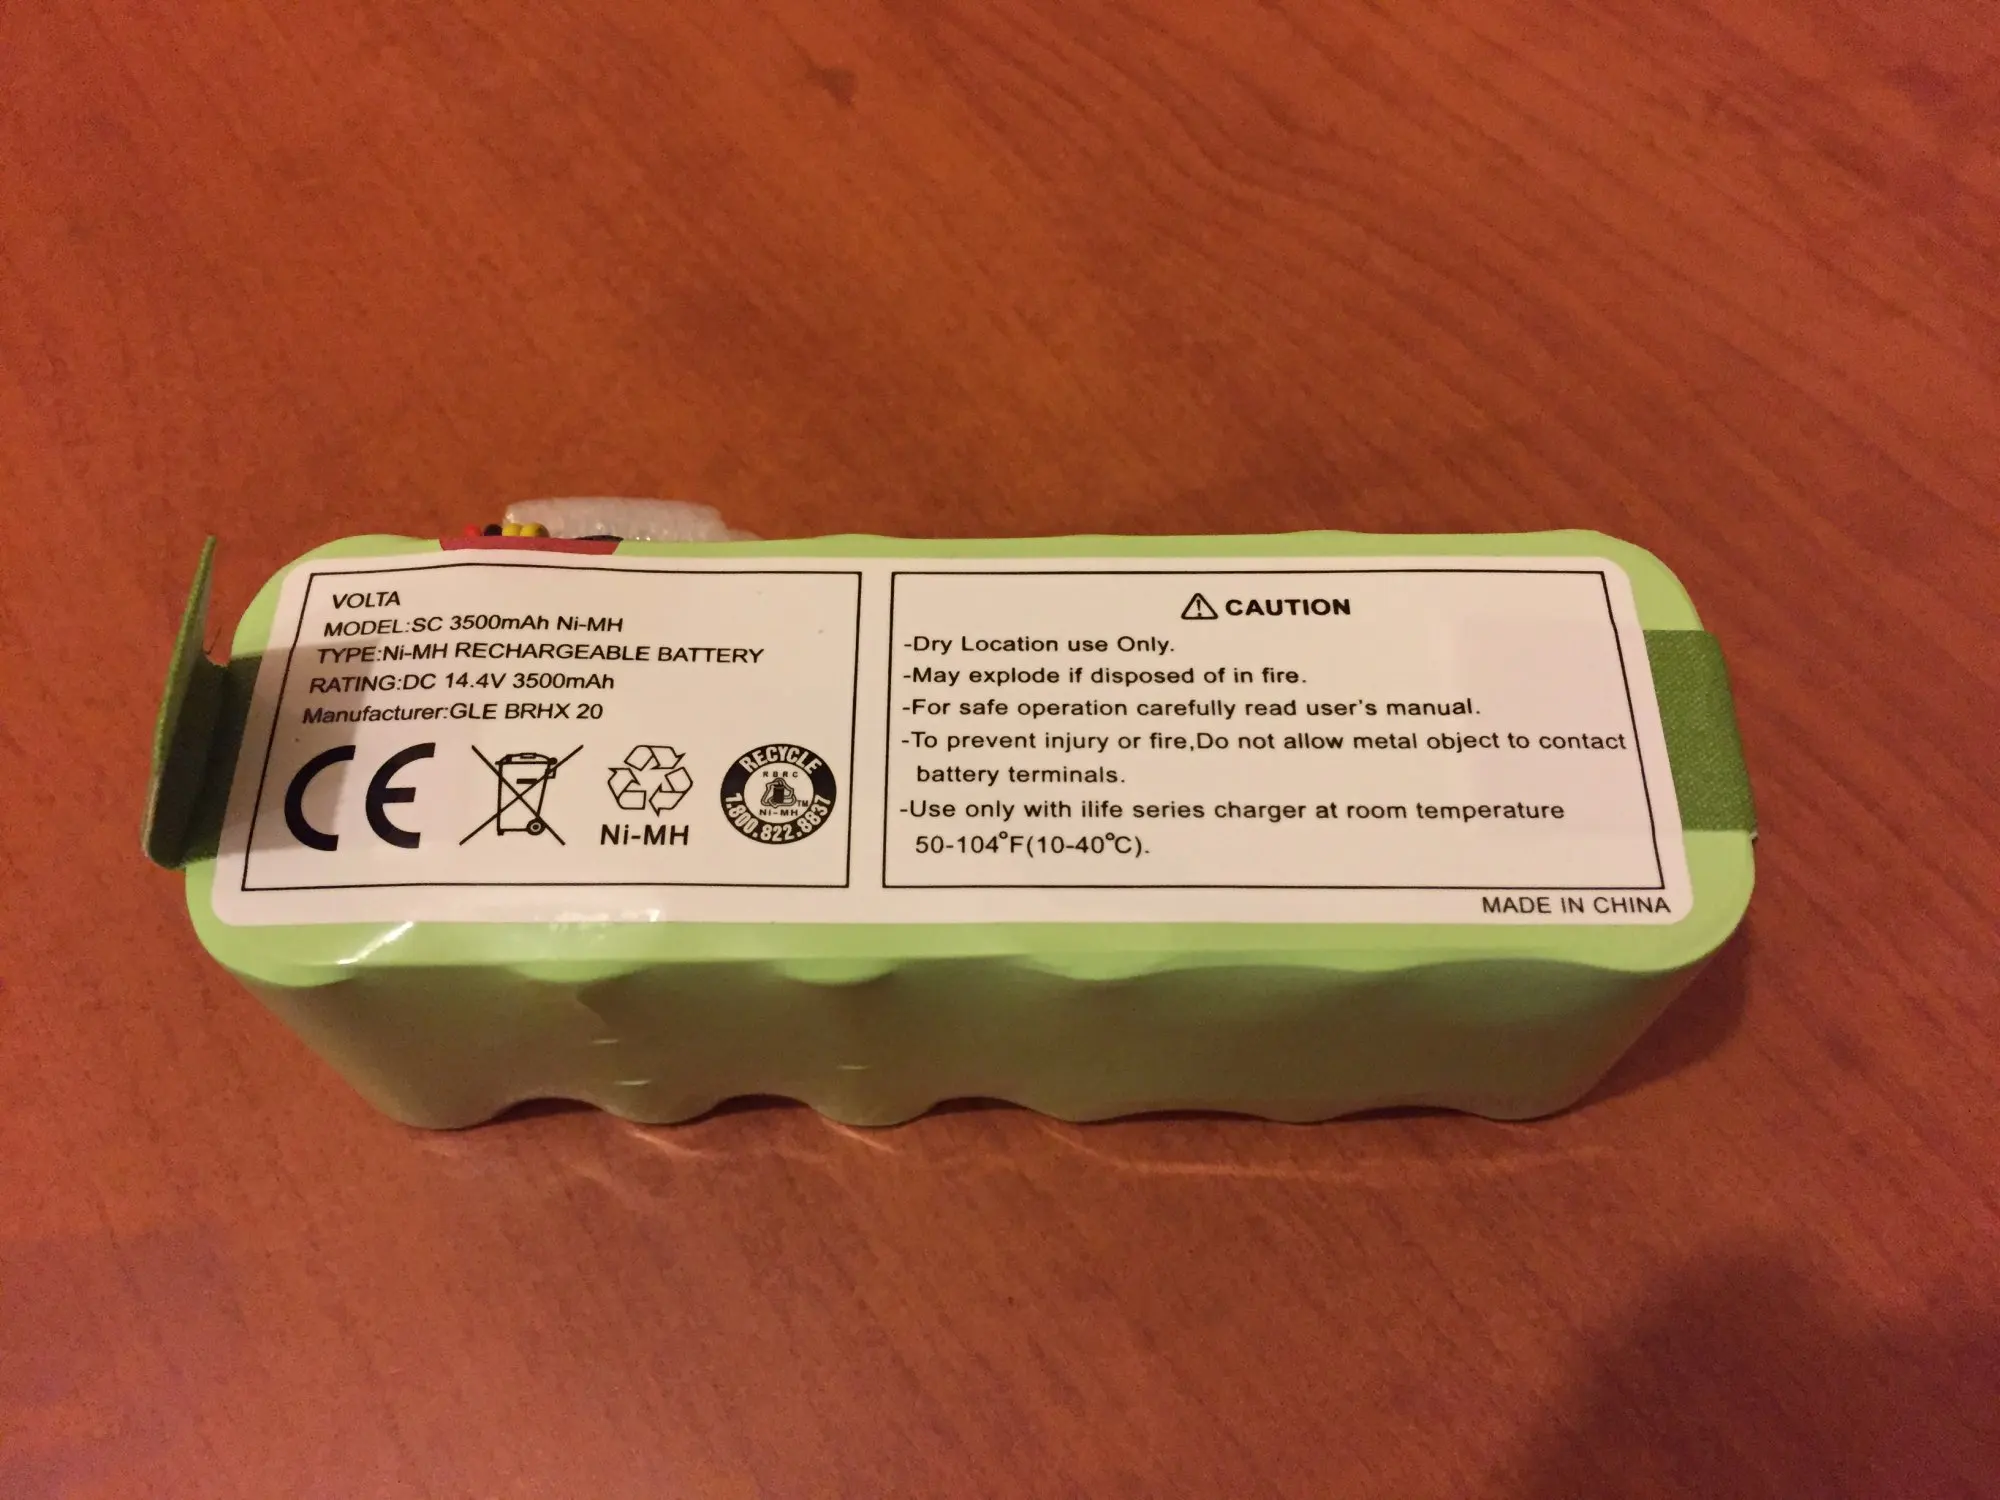 VOLTA
MODEL:SC 3500mAh Ni-MH
TYPE:Ni-MH RECHARGEABLE BATTERY
RATING:DC 14.4V 3500mAh
Manufacturer:GLE BRHX 20
CE
Ni-MH
RECYCLE
RBRC
TM
Ni-MH
1.800.822.8837
CAUTION
-Dry Location use Only.
-May explode if disposed of in fire.
-For safe operation carefully read user's manual.
-To prevent injury or fire,Do not allow metal object to contact
battery terminals.
-Use only with ilife series charger at room temperature
50-104°F(10-40°C).
MADE IN CHINA